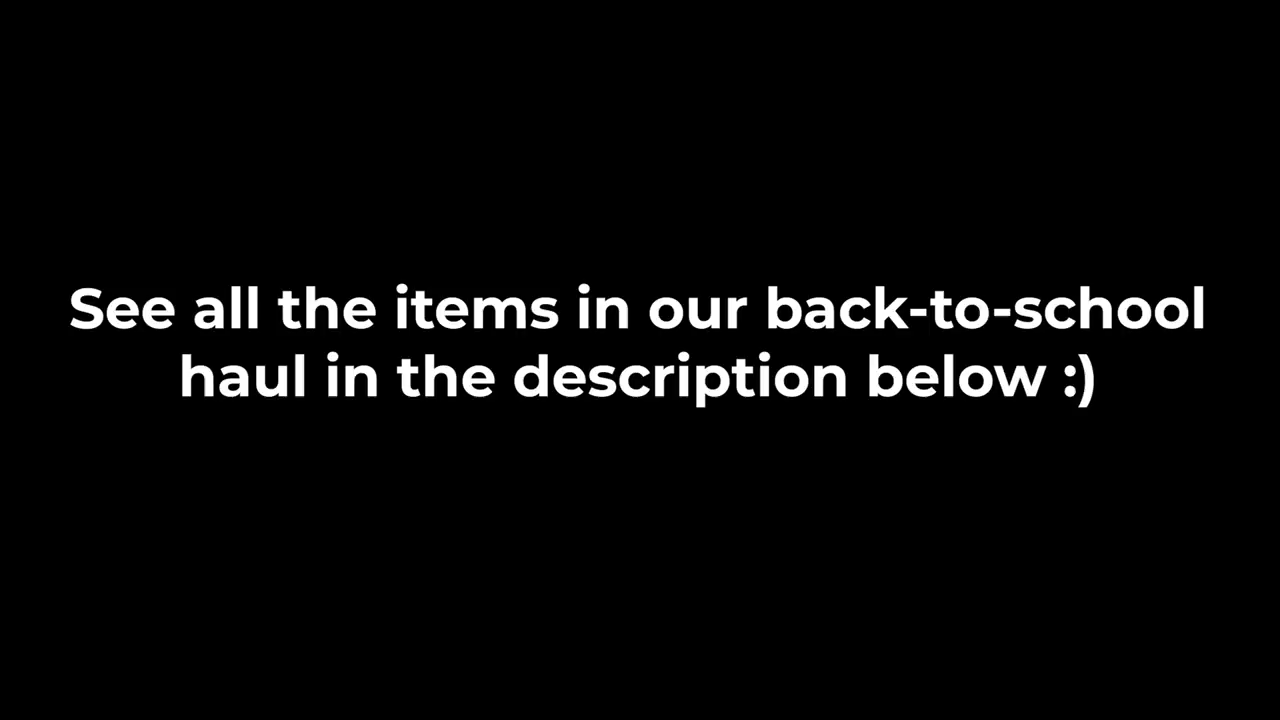 See all the items in our back-to-school
haul in the description below :)